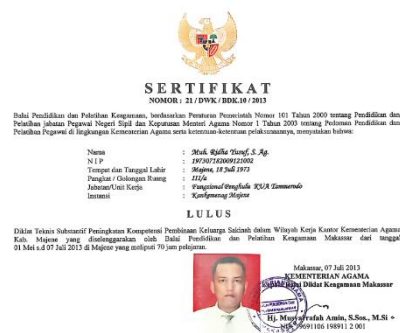 SERTIFIKAT
NOMOR : 21 / DWK / BDK.10 / 2013
Balai Pendidikan dan Pelatihan Keagamaan, berdasarkan Peraturan Pemerintah Nomor 101 Tahun 2000 tentang Pendidikan dan
Pelatihan Jabatan Pegawai Negeri Sipil dan Keputusan Menteri Agama Nomor 1 Tahun 2003 tentang Pedoman Pendidikan dan
Pelatihan Pegawai di lingkungan Kementerian Agama serta ketentuan-ketentuan pelaksanaannya, menyatakan bahwa:
Nama : Muh. Ridha Yusuf, S. Ag.
N I P : 197307182009121002
Tempat dan Tanggal Lahir : Majene, 18 Juli 1973
Pangkat / Golongan Ruang : III/a
Jabatan/Unit Kerja : Fungsional Penghulu KUA Tammerodo
Instansi : Kankemenag Majene
LULUS
Diklat Teknis Substantif Peningkatan Kompetensi Pembinaan Keluarga Sakinah dalam Wilayah Kerja Kantor Kementerian Agama
Kab. Majene yang diselenggarakan oleh Balai Pendidikan dan Pelatihan Keagamaan Makassar dari tanggal
01 Mei s.d 07 Juli 2013 di Majene yang meliputi 70 jam pelajaran.
Makassar, 07 Juli 2013
KEMENTERIAN AGAMA
Balai Diklat Keagamaan Makassar
Hj. Musyarrafah Amin, S.Sos., M.Si
19691106 198911 2 001